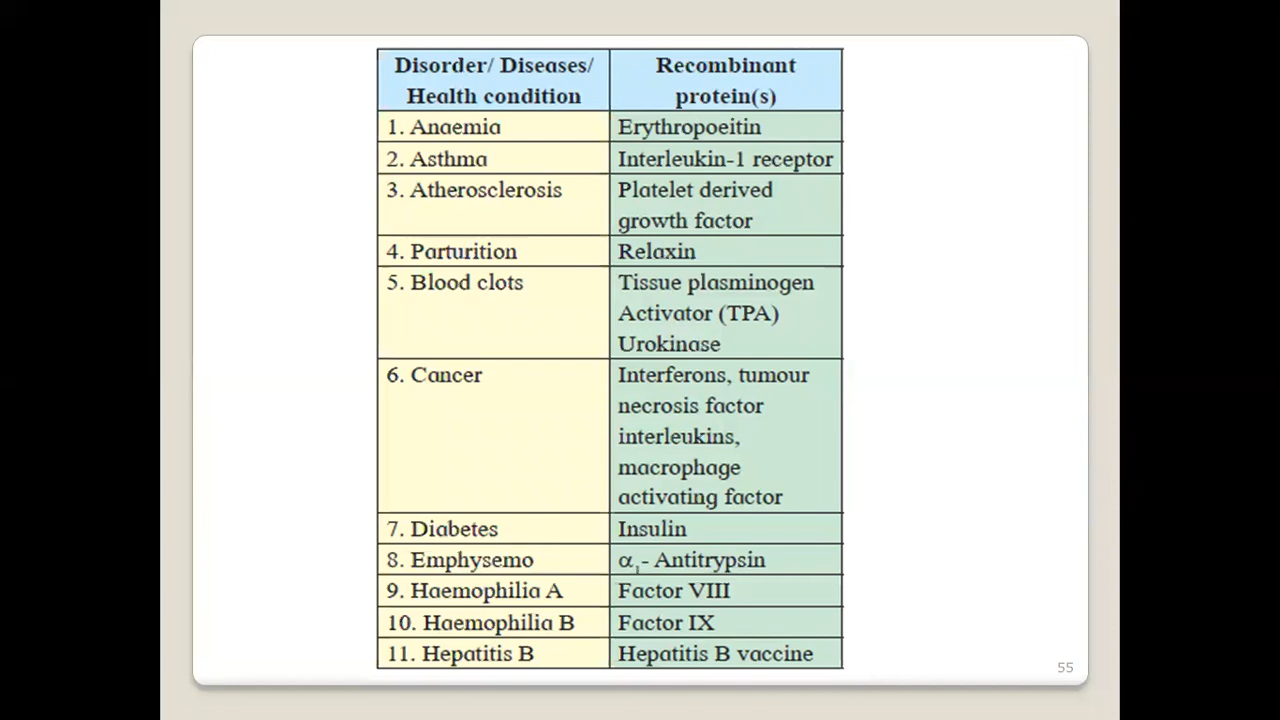 Disorder/ Diseases/ Health condition | Recombinant protein(s)
1. Anaemia | Erythropoeitin
2. Asthma | Interleukin-1 receptor
3. Atherosclerosis | Platelet derived
growth factor
4. Parturition | Relaxin
5. Blood clots | Tissue plasminogen
Activator (TPA)
Urokinase
6. Cancer | Interferons, tumour
necrosis factor
interleukins,
macrophage
activating factor
7. Diabetes | Insulin
8. Emphysemo | α₁- Antitrypsin
9. Haemophilia A | Factor VIII
10. Haemophilia B | Factor IX
11. Hepatitis B | Hepatitis B vaccine
55